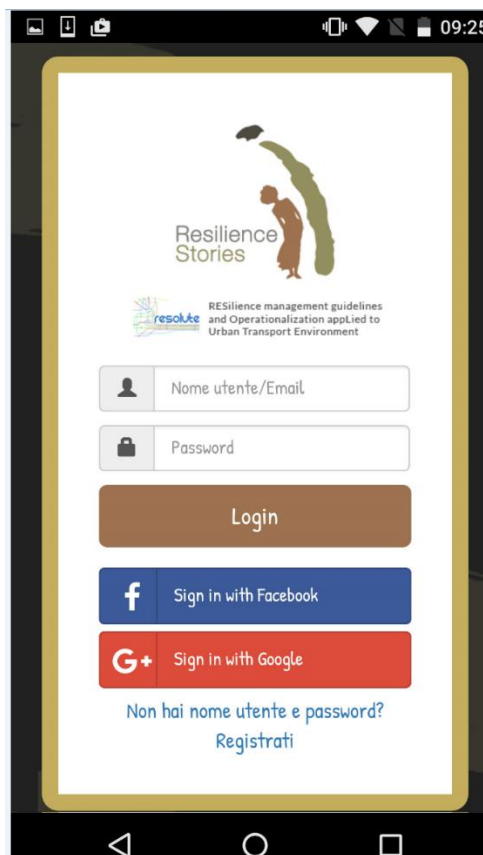 09:25
Resilience
Stories
resolute
RESilience management guidelines
and Operationalization appLied to
Urban Transport Environment
Nome utente/Email
Password
Login
f
Sign in with Facebook
G+
Sign in with Google
Non hai nome utente e password?
Registrati